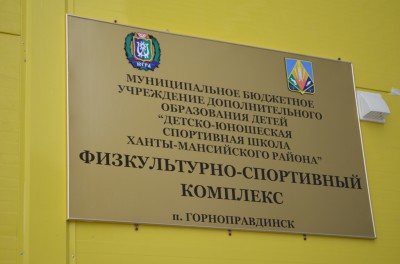 ЮГРА
МУНИЦИПАЛЬНОЕ БЮДЖЕТНОЕ
УЧРЕЖДЕНИЕ ДОПОЛНИТЕЛЬНОГО
ОБРАЗОВАНИЯ ДЕТЕЙ
"ДЕТСКО-ЮНОШЕСКАЯ
СПОРТИВНАЯ ШКОЛА
ХАНТЫ-МАНСИЙСКОГО РАЙОНА"
ФИЗКУЛЬТУРНО-СПОРТИВНЫЙ
КОМПЛЕКС
п. ГОРНОПРАВДИНСК